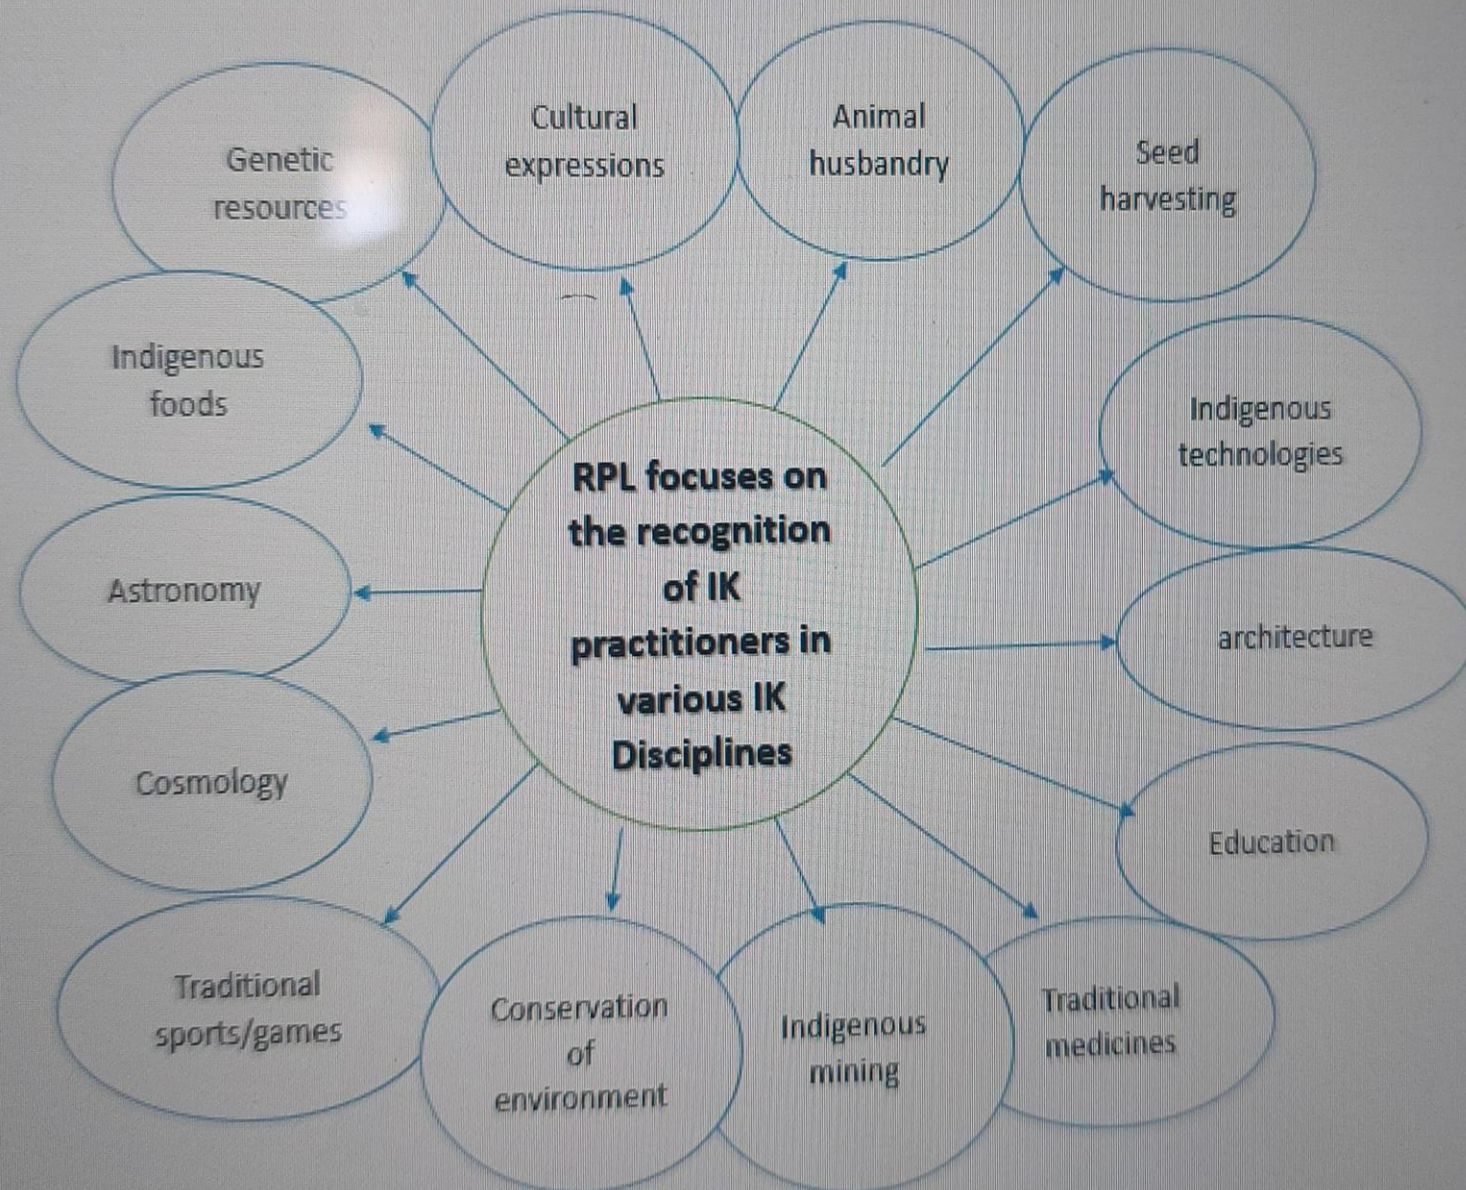 Cultural
expressions
Animal
husbandry
Seed
harvesting
Genetic
resources
Indigenous
foods
Indigenous
technologies
RPL focuses on
the recognition
of IK
practitioners in
various IK
Disciplines
Astronomy
architecture
Cosmology
Education
Traditional
sports/games
Conservation
of
environment
Indigenous
mining
Traditional
medicines